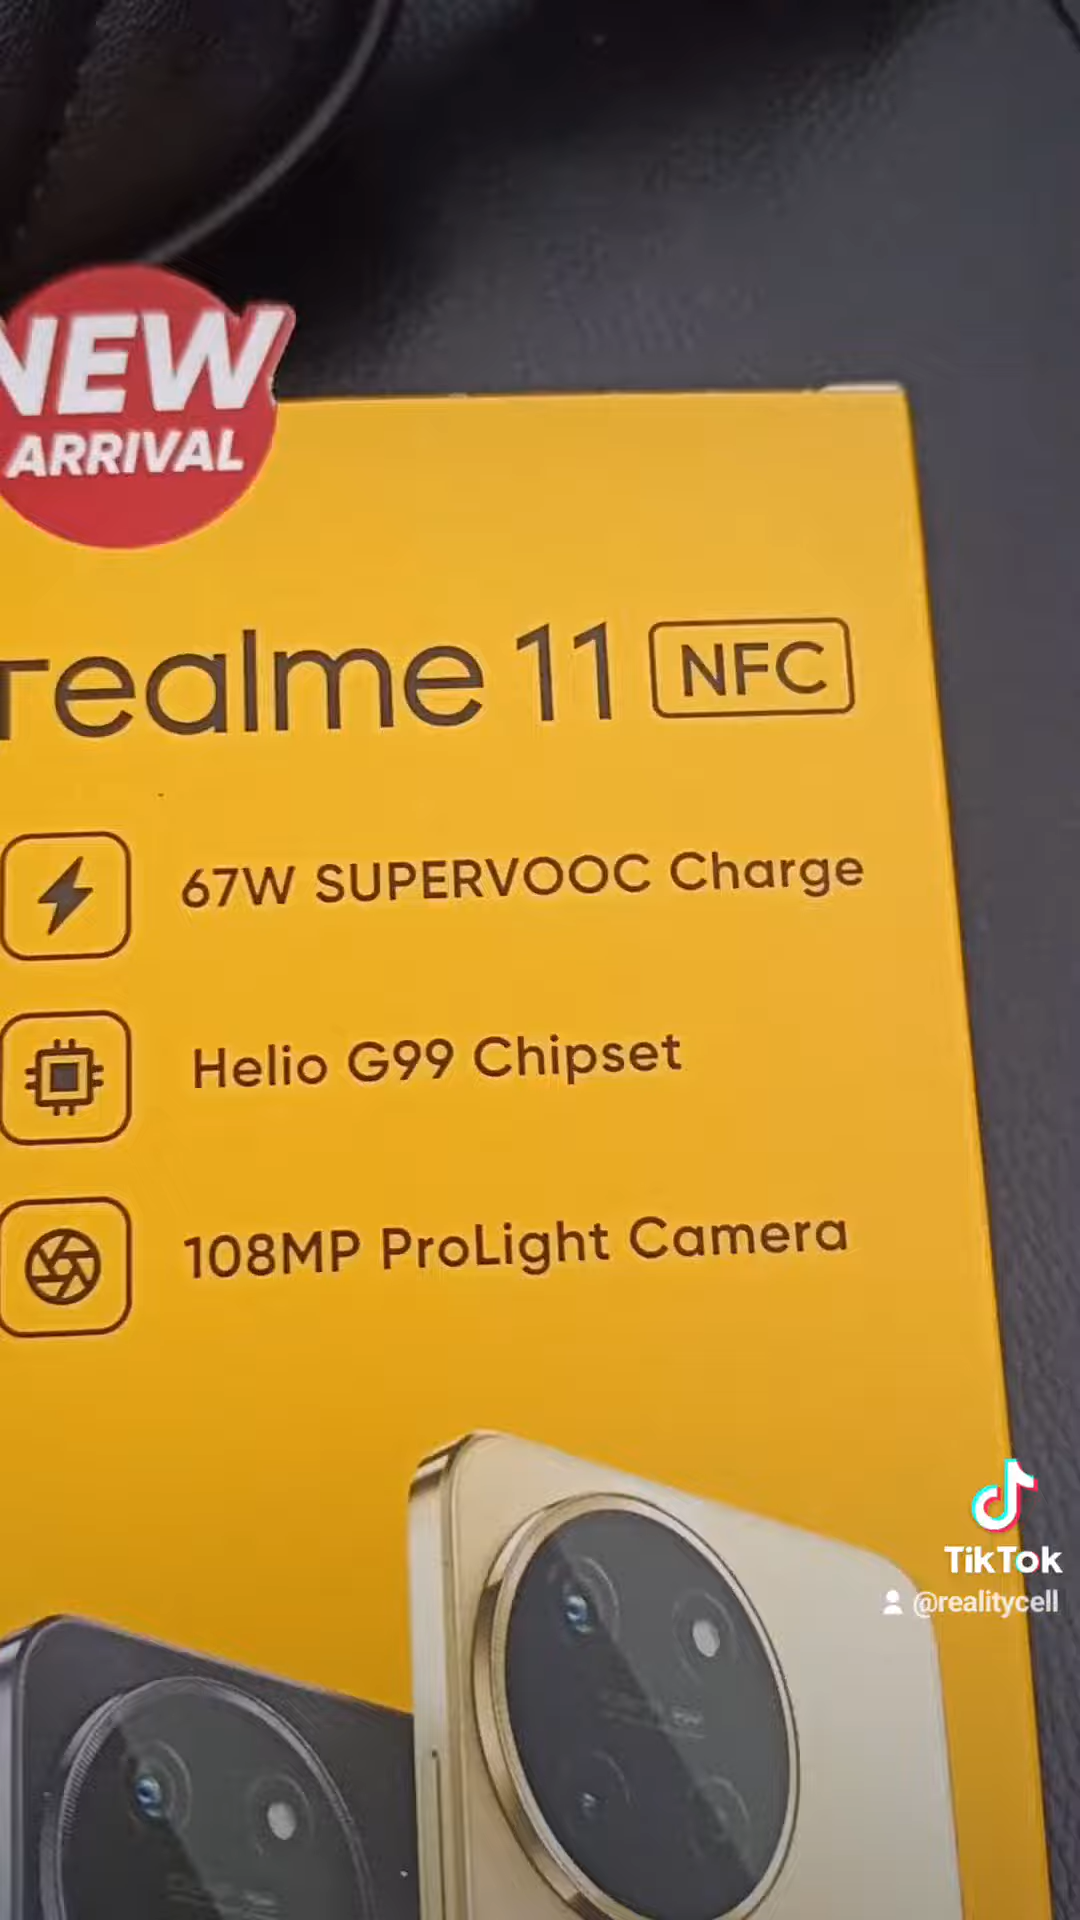 NEW
ARRIVAL
realme 11 NFC
67W SUPERVOOC Charge
Helio G99 Chipset
108MP ProLight Camera
TikTok
@realitycell